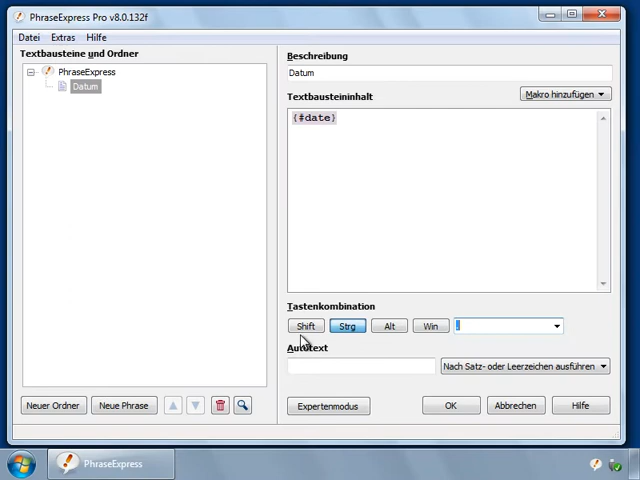 PhraseExpress Pro v8.0.132f
Datei Extras Hilfe
Textbausteine und Ordner
PhraseExpress
Datum
Beschreibung
Datum
Textbausteininhalt
Makro hinzufügen
{#date}
Tastenkombination
Shift Strg Alt Win
Autotext
Nach Satz- oder Leerzeichen ausführen
Neuer Ordner Neue Phrase
Expertenmodus OK Abbrechen Hilfe
PhraseExpress